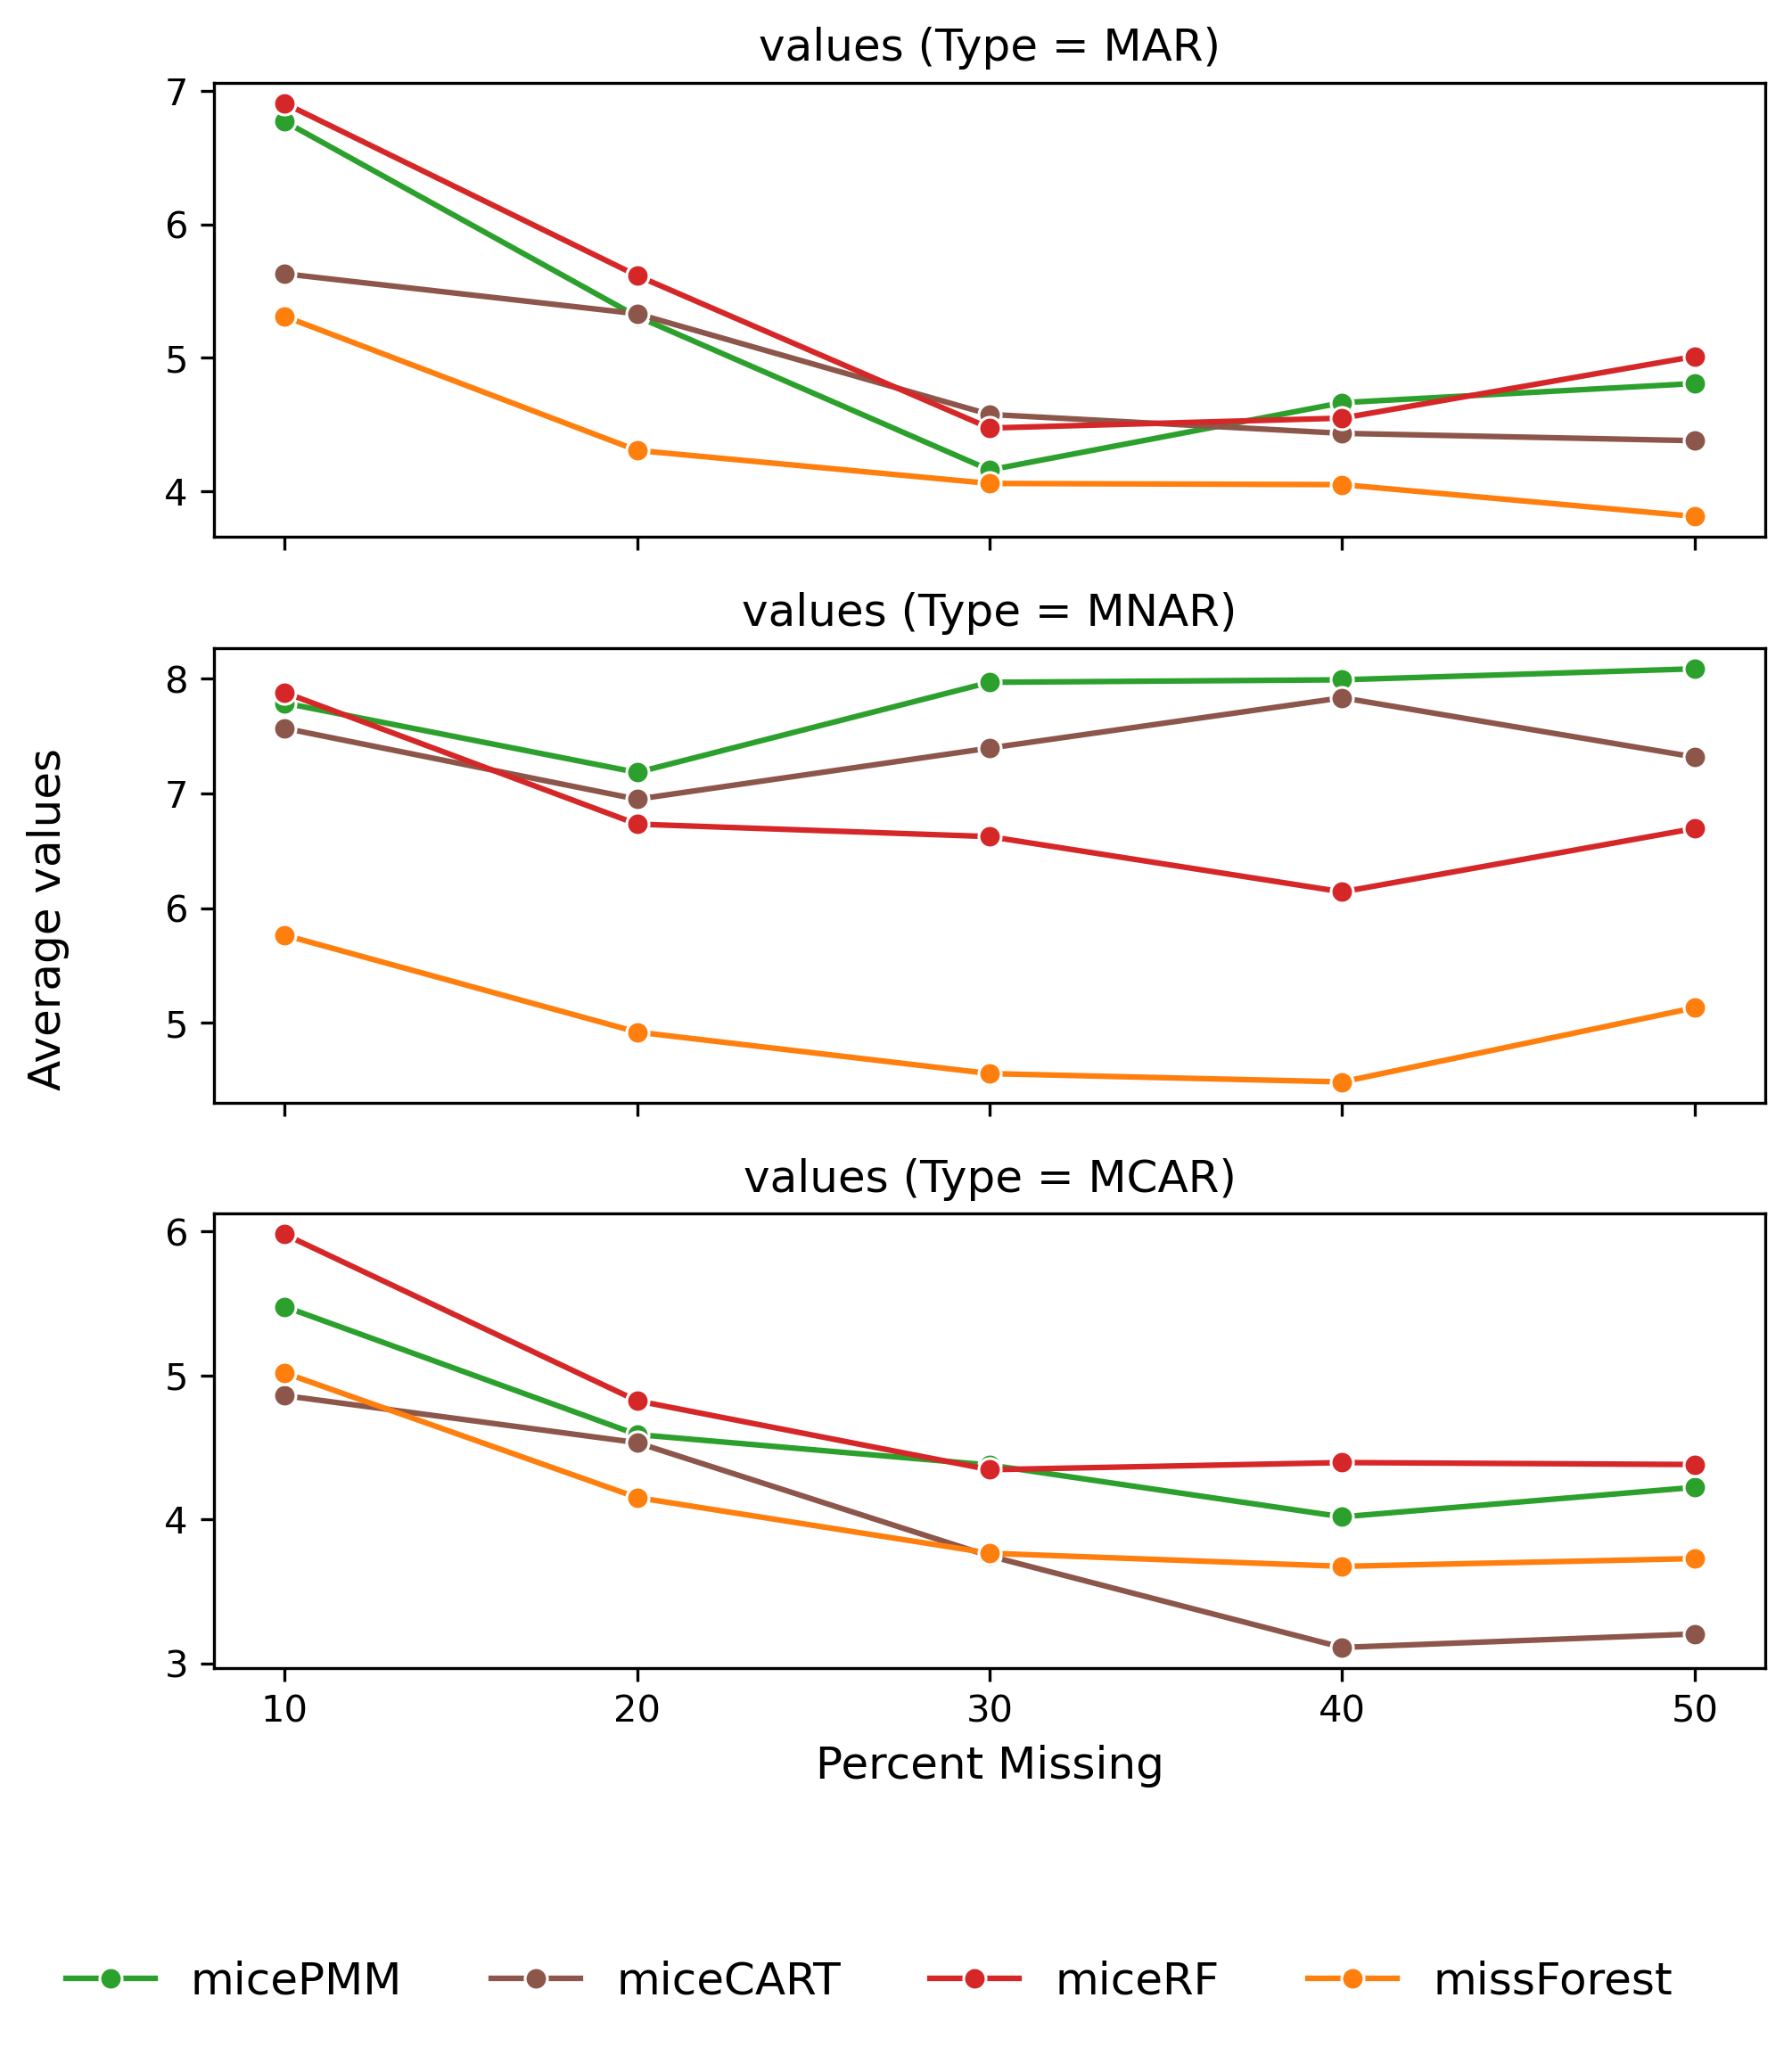 values (Type = MAR)
7
6
5
4
values (Type = MNAR)
8
7
6
5
Average values
values (Type = MCAR)
6
5
4
3
10 20 30 40 50
Percent Missing
micePMM miceCART miceRF missForest